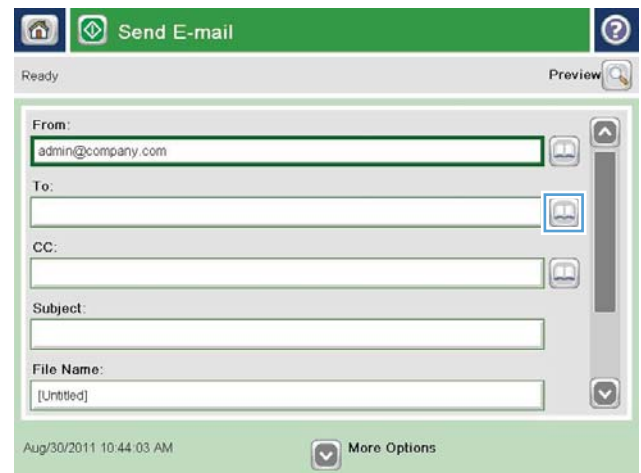 Send E-mail
Ready Preview
From:
admin@company.com
To:
CC:
Subject:
File Name:
[Untitled]
Aug/30/2011 10:44:03 AM More Options